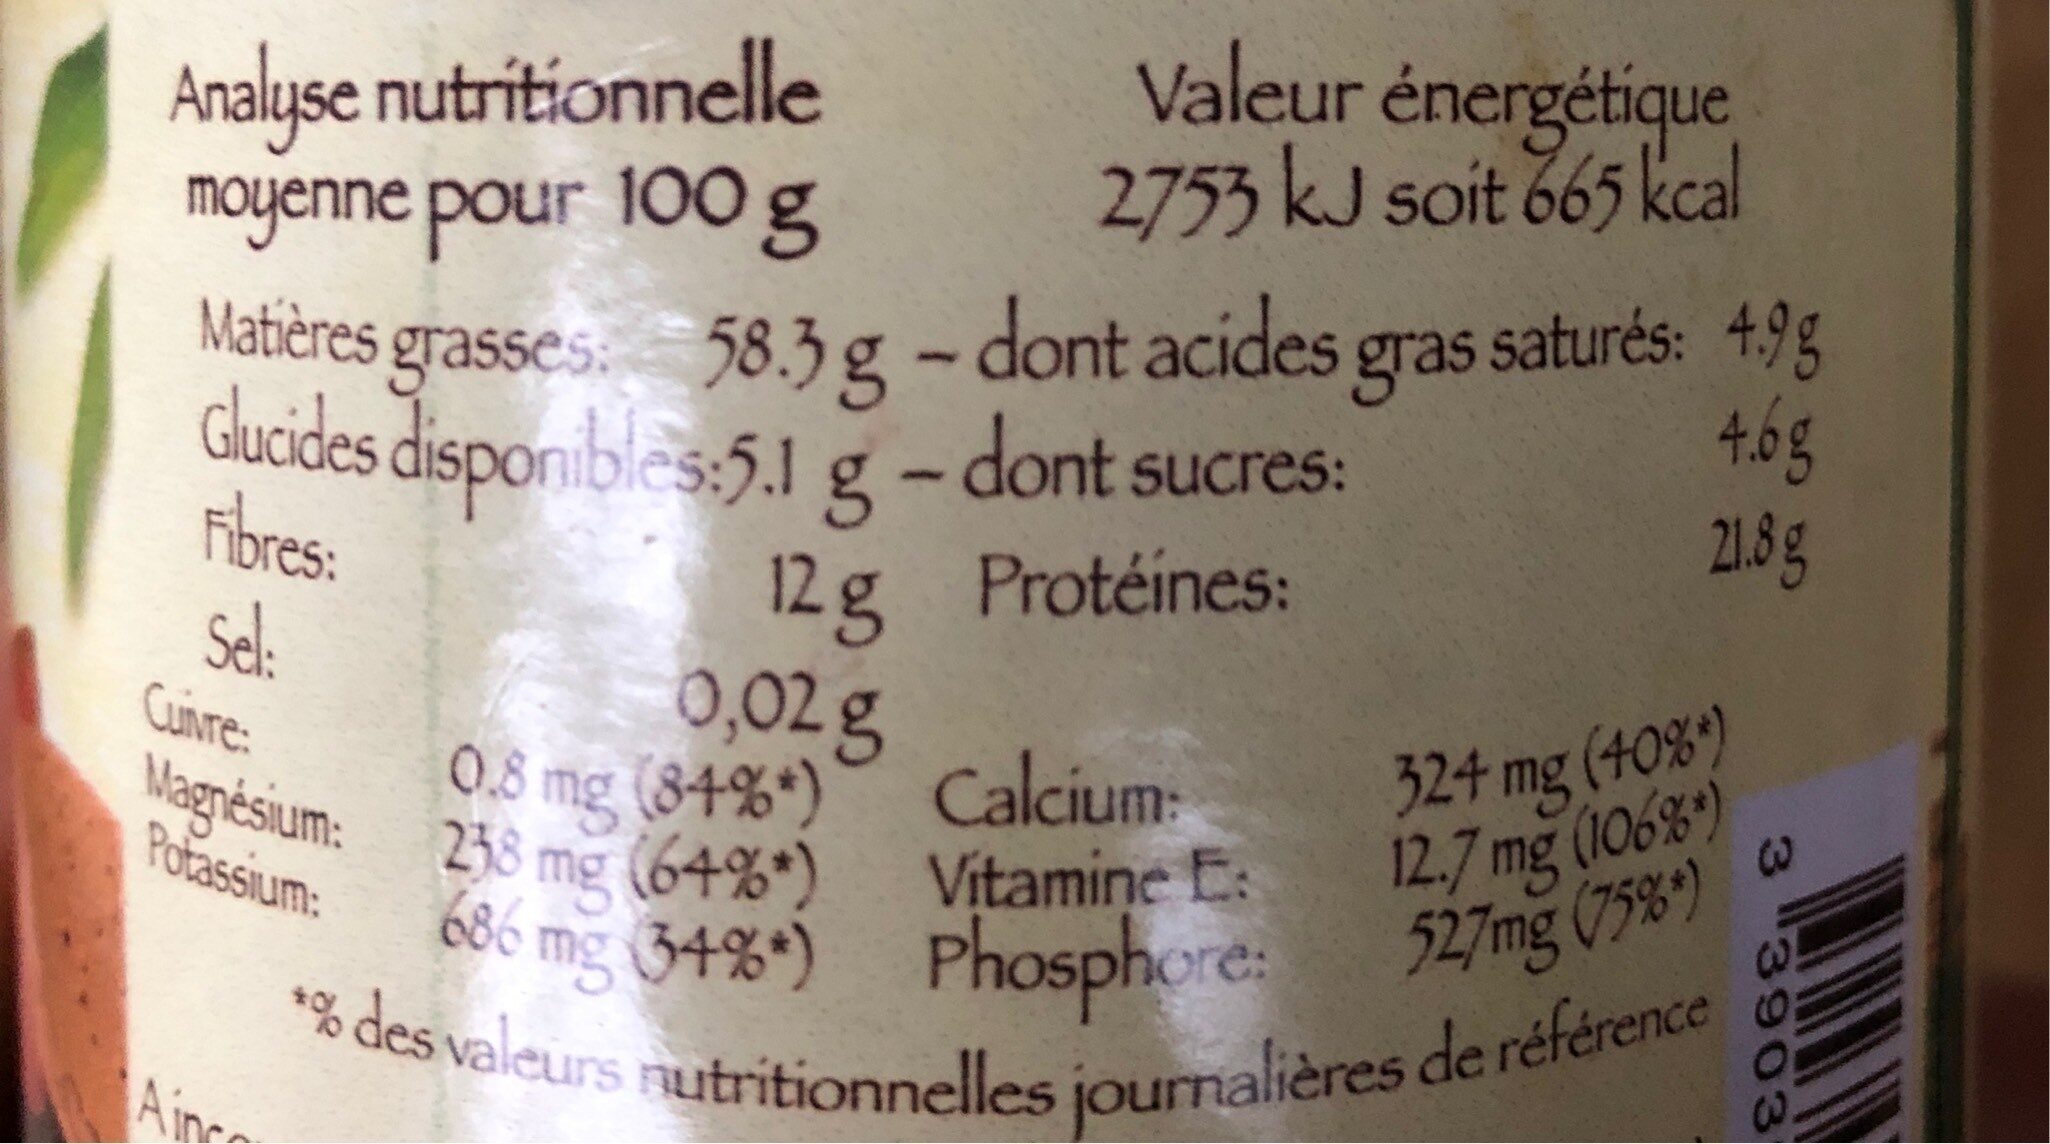 Analyse nutritionnelle
moyenne pour 100 g
Valeur énergétique
2753 kJ soit 665 kcal
Matières grasses: 58.3 g – dont acides gras saturés: 4.9 g
Glucides disponibles: 5.1 g – dont sucres: 4.6 g
Fibres: 12 g Protéines: 21.8 g
Sel: 0,02 g
Cuivre: 0.8 mg (84%*) Calcium: 324 mg (40%*)
Magnésium: 238 mg (64%*) Vitamine E: 12.7 mg (106%*)
Potassium: 686 mg (34%*) Phosphore: 527mg (75%*)
*% des valeurs nutritionnelles journalières de référence
3 3903